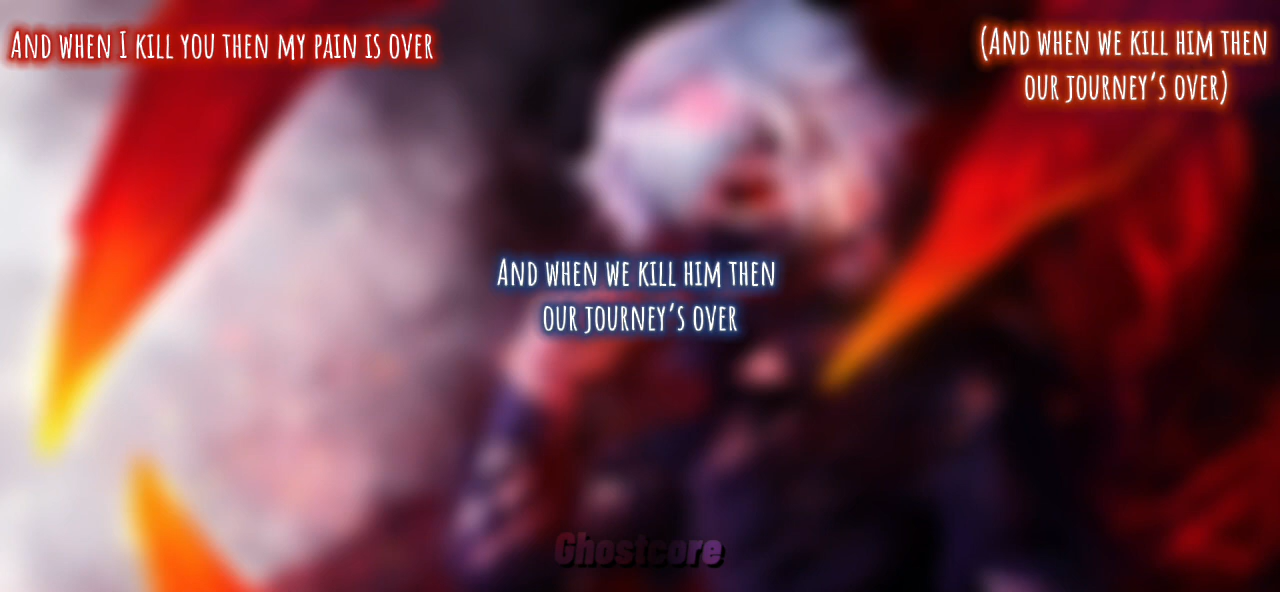 And when I kill you then my pain is over
(And when we kill him then
our journey's over)
And when we kill him then
our journey's over
Ghostcore